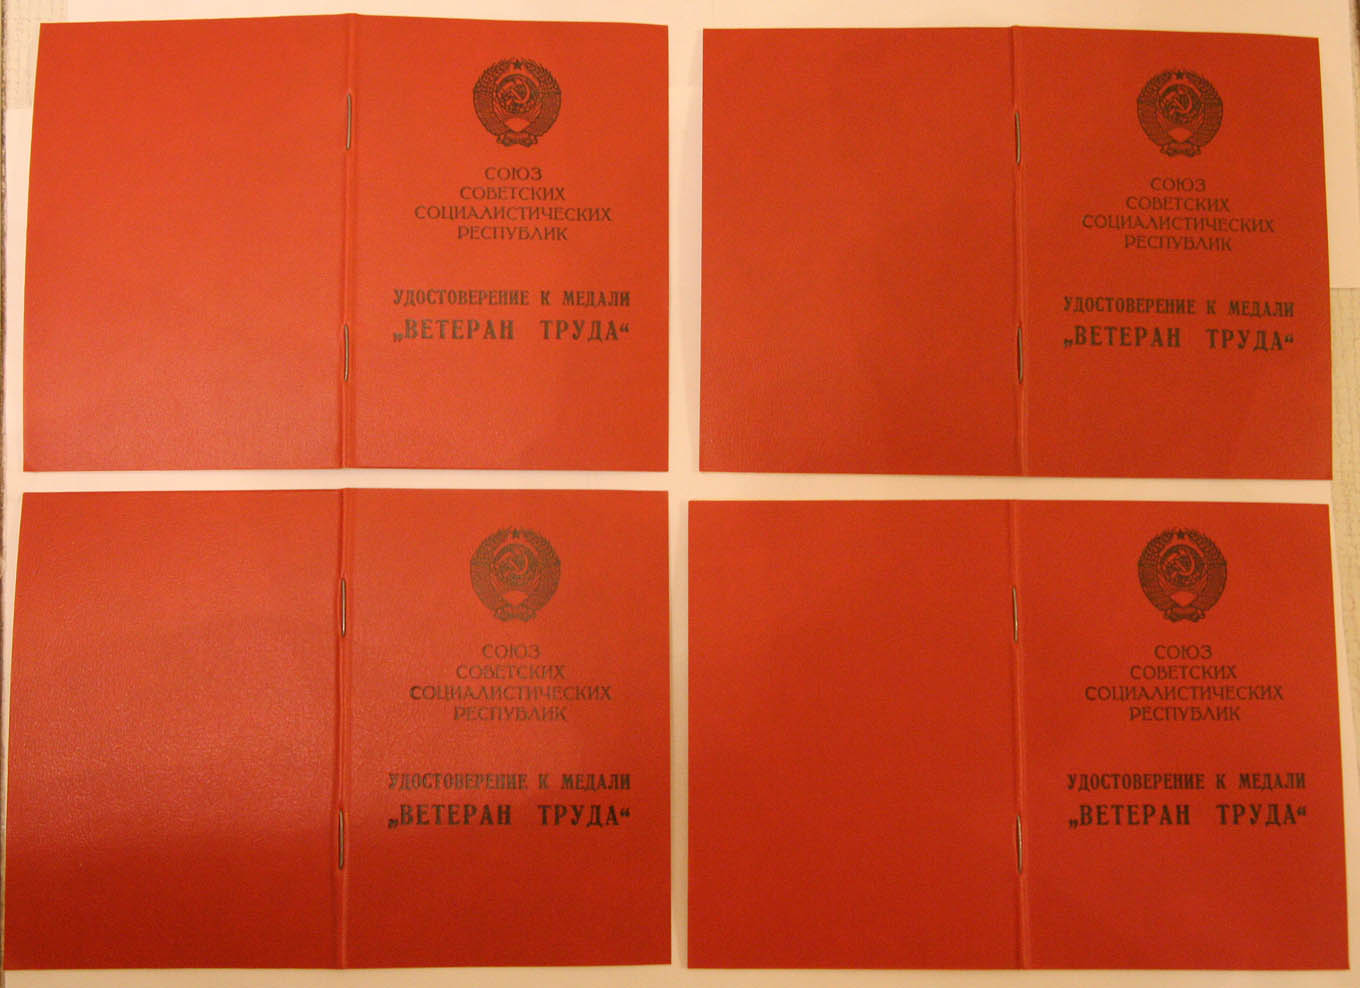 СОЮЗ
СОВЕТСКИХ
СОЦИАЛИСТИЧЕСКИХ
РЕСПУБЛИК
УДОСТОВЕРЕНИЕ К МЕДАЛИ
„ВЕТЕРАН ТРУДА“
СОЮЗ
СОВЕТСКИХ
СОЦИАЛИСТИЧЕСКИХ
РЕСПУБЛИК
УДОСТОВЕРЕНИЕ К МЕДАЛИ
„ВЕТЕРАН ТРУДА“
СОЮЗ
СОВЕТСКИХ
СОЦИАЛИСТИЧЕСКИХ
РЕСПУБЛИК
УДОСТОВЕРЕНИЕ К МЕДАЛИ
„ВЕТЕРАН ТРУДА“
СОЮЗ
СОВЕТСКИХ
СОЦИАЛИСТИЧЕСКИХ
РЕСПУБЛИК
УДОСТОВЕРЕНИЕ К МЕДАЛИ
„ВЕТЕРАН ТРУДА“